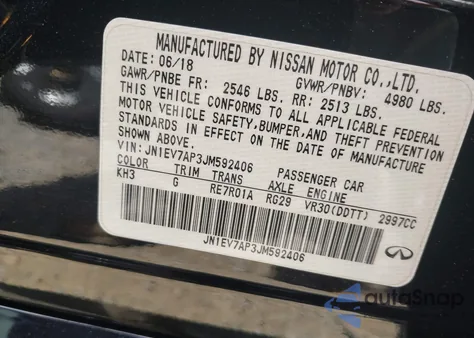 MANUFACTURED BY NISSAN MOTOR CO.,LTD.
DATE: 06/18 GVWR/PNBV: 4980 LBS.
GAWR/PNBE FR: 2546 LBS. RR: 2513 LBS.
THIS VEHICLE CONFORMS TO ALL APPLICABLE FEDERAL
MOTOR VEHICLE SAFETY,BUMPER,AND THEFT PREVENTION
STANDARDS IN EFFECT ON THE DATE OF MANUFACTURE
SHOWN ABOVE.
VIN: JN1EV7AP3JM592406 PASSENGER CAR
COLOR TRIM TRANS AXLE ENGINE
KH3 G RE7R01A RG29 VR30(DDTT) 2997CC
JN1EV7AP3JM592406
autoSnap